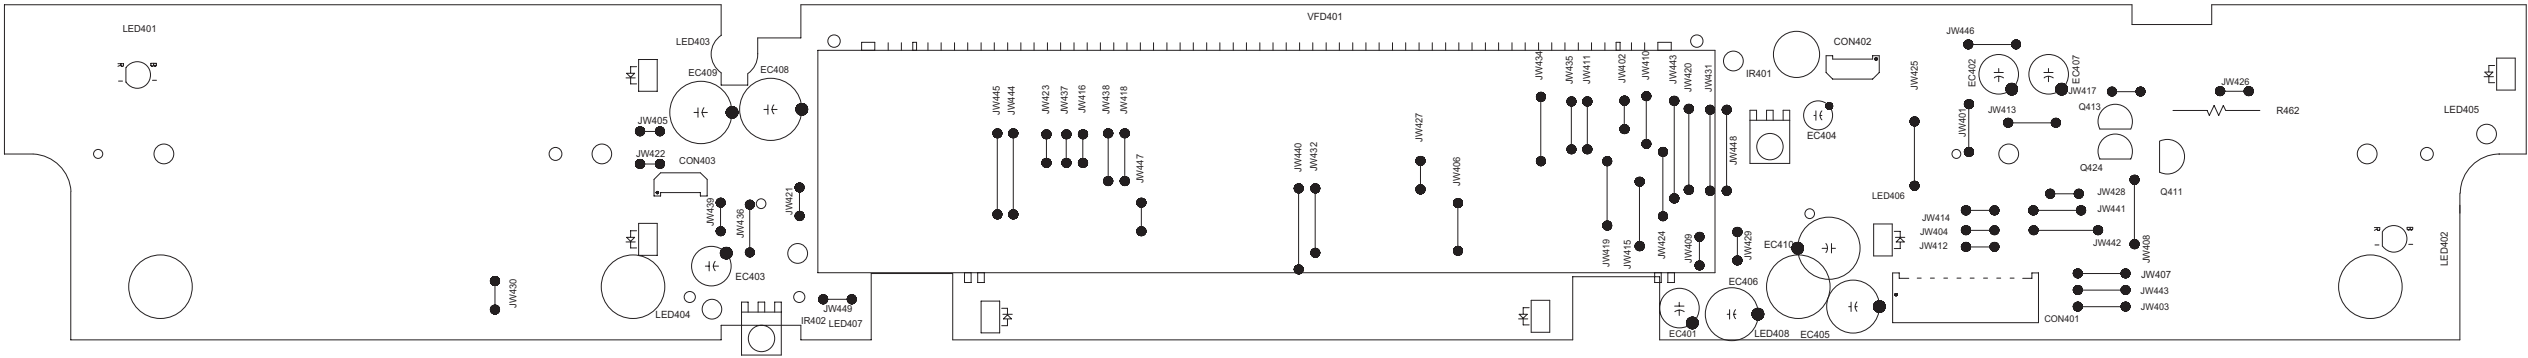 LED401
R
B
LED403
EC409
EC408
JW405
JW422
CON403
JW439
JW436
JW421
EC403
JW430
LED404
IR402
JW449
LED407
VFD401
JW445
JW444
JW423
JW437
JW416
JW438
JW418
JW447
JW440
JW432
JW427
JW406
JW434
JW435
JW411
JW402
JW410
JW443
JW420
JW431
JW448
JW419
JW415
JW424
JW409
JW429
IR401
CON402
EC404
JW425
JW446
EC402
EC407
JW417
JW401
JW413
Q413
Q424
Q411
JW426
R462
LED405
LED406
JW428
JW414
JW441
JW404
JW442
JW412
JW408
EC410
EC406
EC401
LED408
EC405
CON401
JW407
JW443
JW403
R
B
LED402